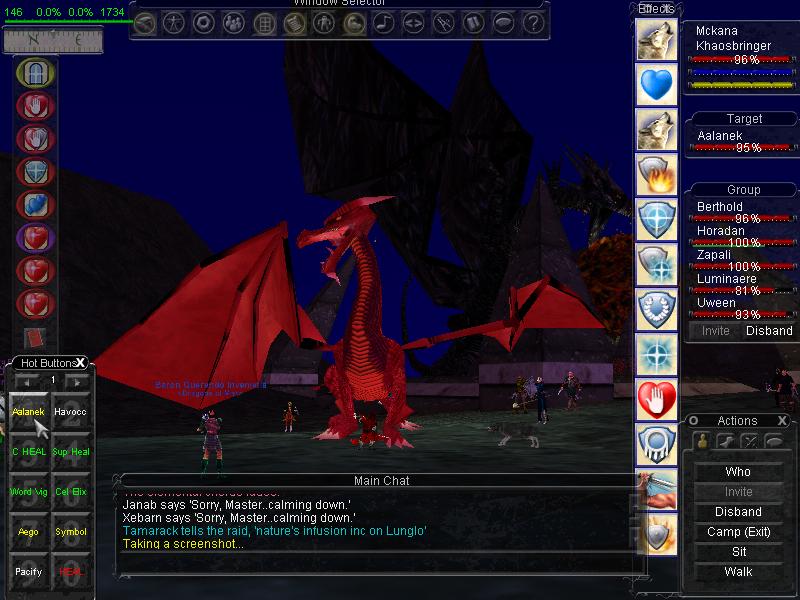 146 0.0% 0.0% 1734
Window Selector
Effects
N E
Mckana
Khaosbringer
96%
Target
Aalanek
95%
Group
Berthold
96%
Horadan
100%
Zapali
100%
Luminaere
81%
Uween
93%
Invite Disband
Hot Buttons X
1
Aalanek Havocc
C HEAL Sup Heal
Word Vig Cel Elix
Aego Symbol
Pacify HEAL
Baron Querendo
Main Chat
Janab says 'Sorry, Master..calming down.'
Xebarn says 'Sorry, Master..calming down.'
Tamarack tells the raid, 'nature's infusion inc on Lunglo'
Taking a screenshot...
Actions X
Who
Invite
Disband
Camp (Exit)
Sit
Walk